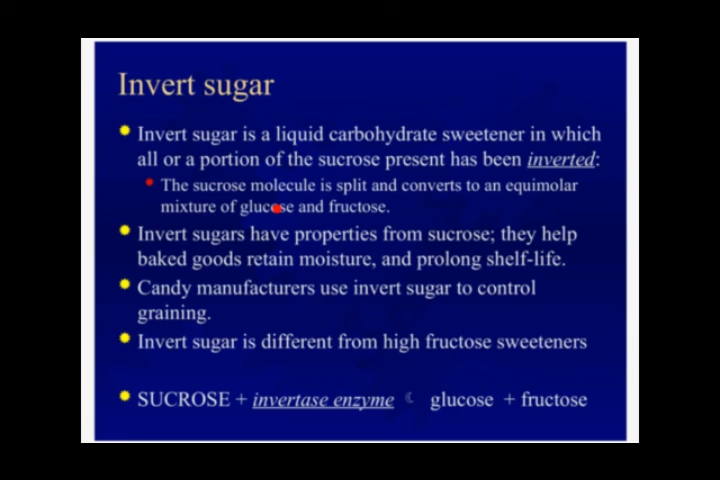 Invert sugar
Invert sugar is a liquid carbohydrate sweetener in which
all or a portion of the sucrose present has been inverted:
The sucrose molecule is split and converts to an equimolar
mixture of glucose and fructose.
Invert sugars have properties from sucrose; they help
baked goods retain moisture, and prolong shelf-life.
Candy manufacturers use invert sugar to control
graining.
Invert sugar is different from high fructose sweeteners
SUCROSE + invertase enzyme ☾ glucose + fructose